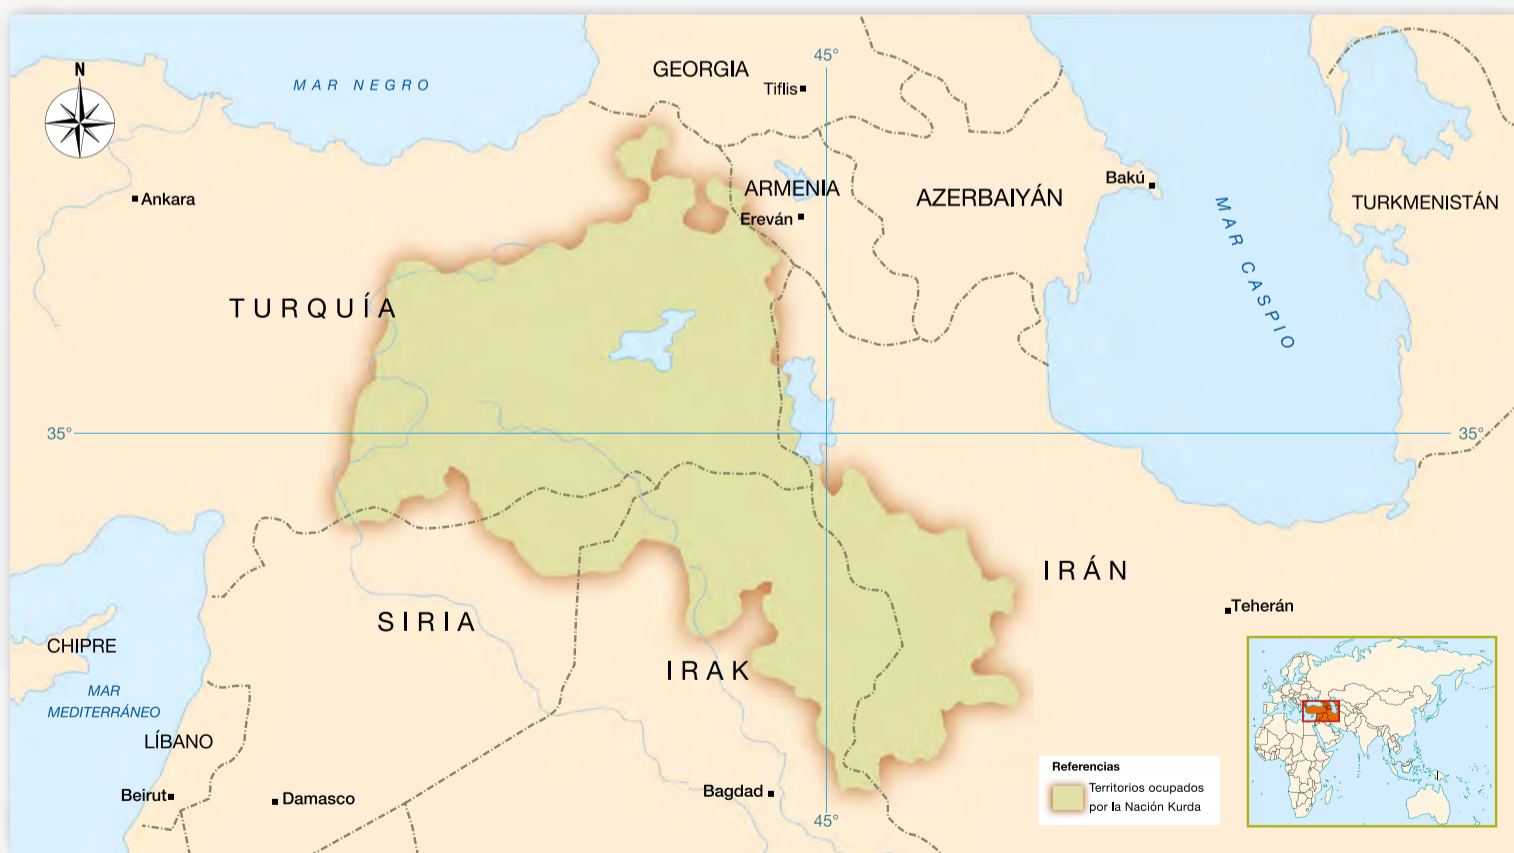 45°
GEORGIA
Tiflis
N
MAR NEGRO
Ankara
ARMENIA
Ereván
AZERBAIYÁN
Bakú
MAR CASPIO
TURKMENISTÁN
TURQUÍA
35°
35°
SIRIA
IRAK
IRÁN
Teherán
CHIPRE
MAR
MEDITERRÁNEO
LÍBANO
Beirut
Damasco
Bagdad
45°
Referencias
Territorios ocupados
por la Nación Kurda